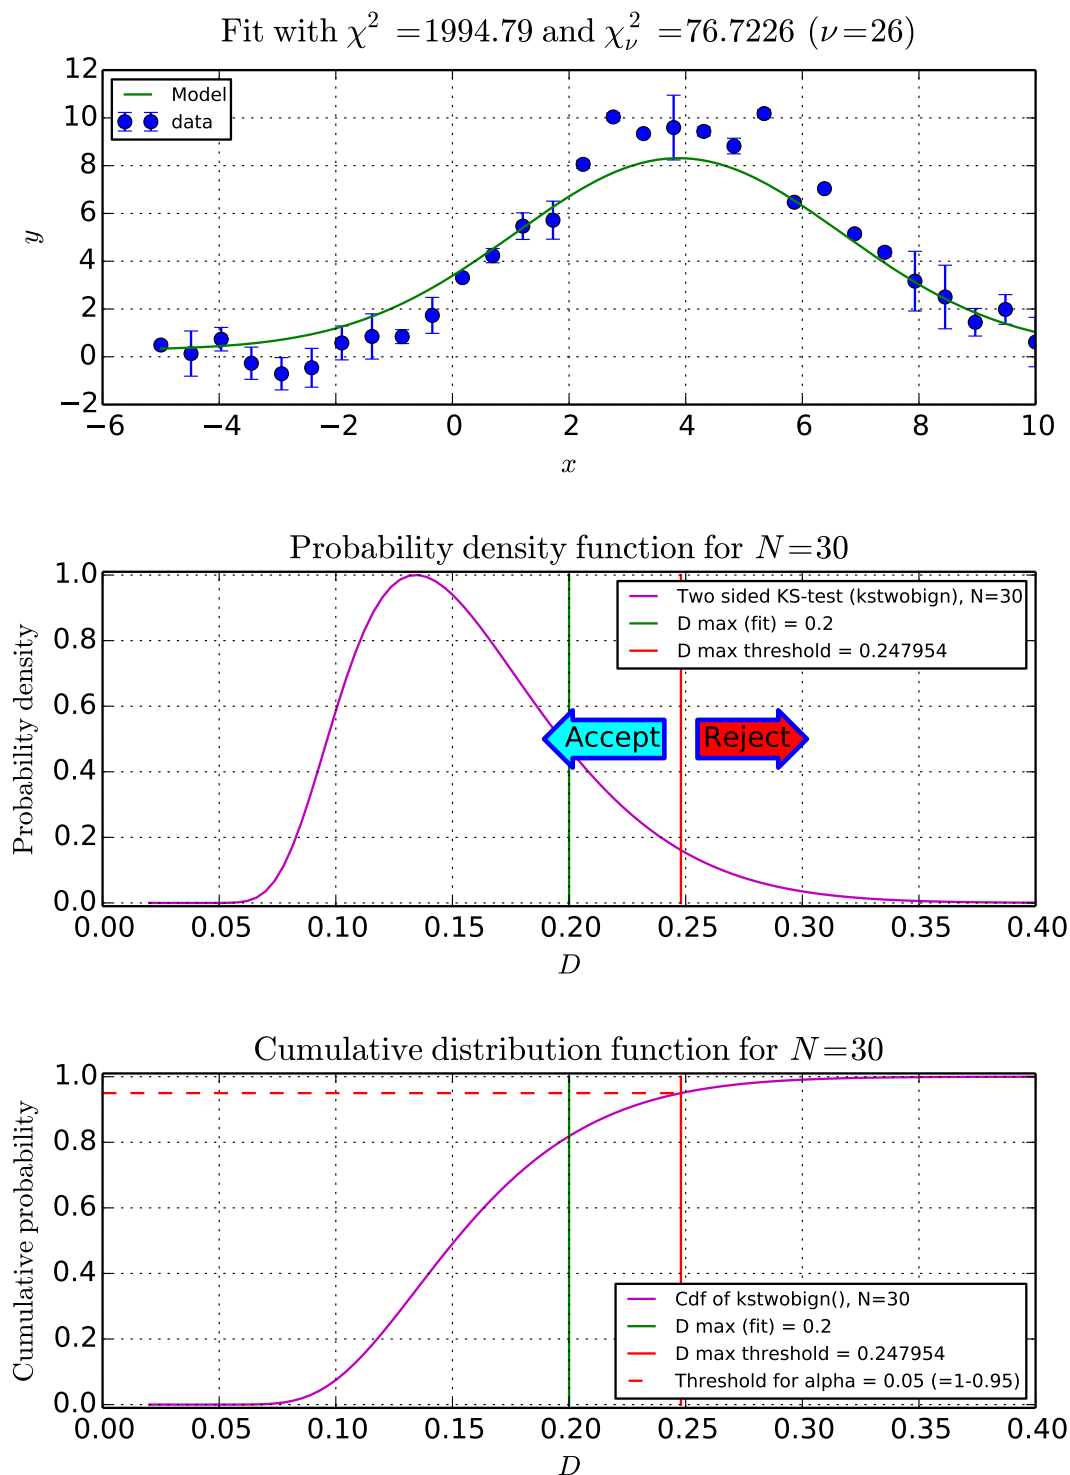 Fit with χ² =1994.79 and χ²ᵥ =76.7226 (ν=26)
12
10
8
6
4
2
0
−2
y
Model
data
−6 −4 −2 0 2 4 6 8 10
x
Probability density function for N=30
1.0
0.8
0.6
0.4
0.2
0.0
Probability density
Two sided KS-test (kstwobign), N=30
D max (fit) = 0.2
D max threshold = 0.247954
Accept
Reject
0.00 0.05 0.10 0.15 0.20 0.25 0.30 0.35 0.40
D
Cumulative distribution function for N=30
1.0
0.8
0.6
0.4
0.2
0.0
Cumulative probability
Cdf of kstwobign(), N=30
D max (fit) = 0.2
D max threshold = 0.247954
Threshold for alpha = 0.05 (=1-0.95)
0.00 0.05 0.10 0.15 0.20 0.25 0.30 0.35 0.40
D